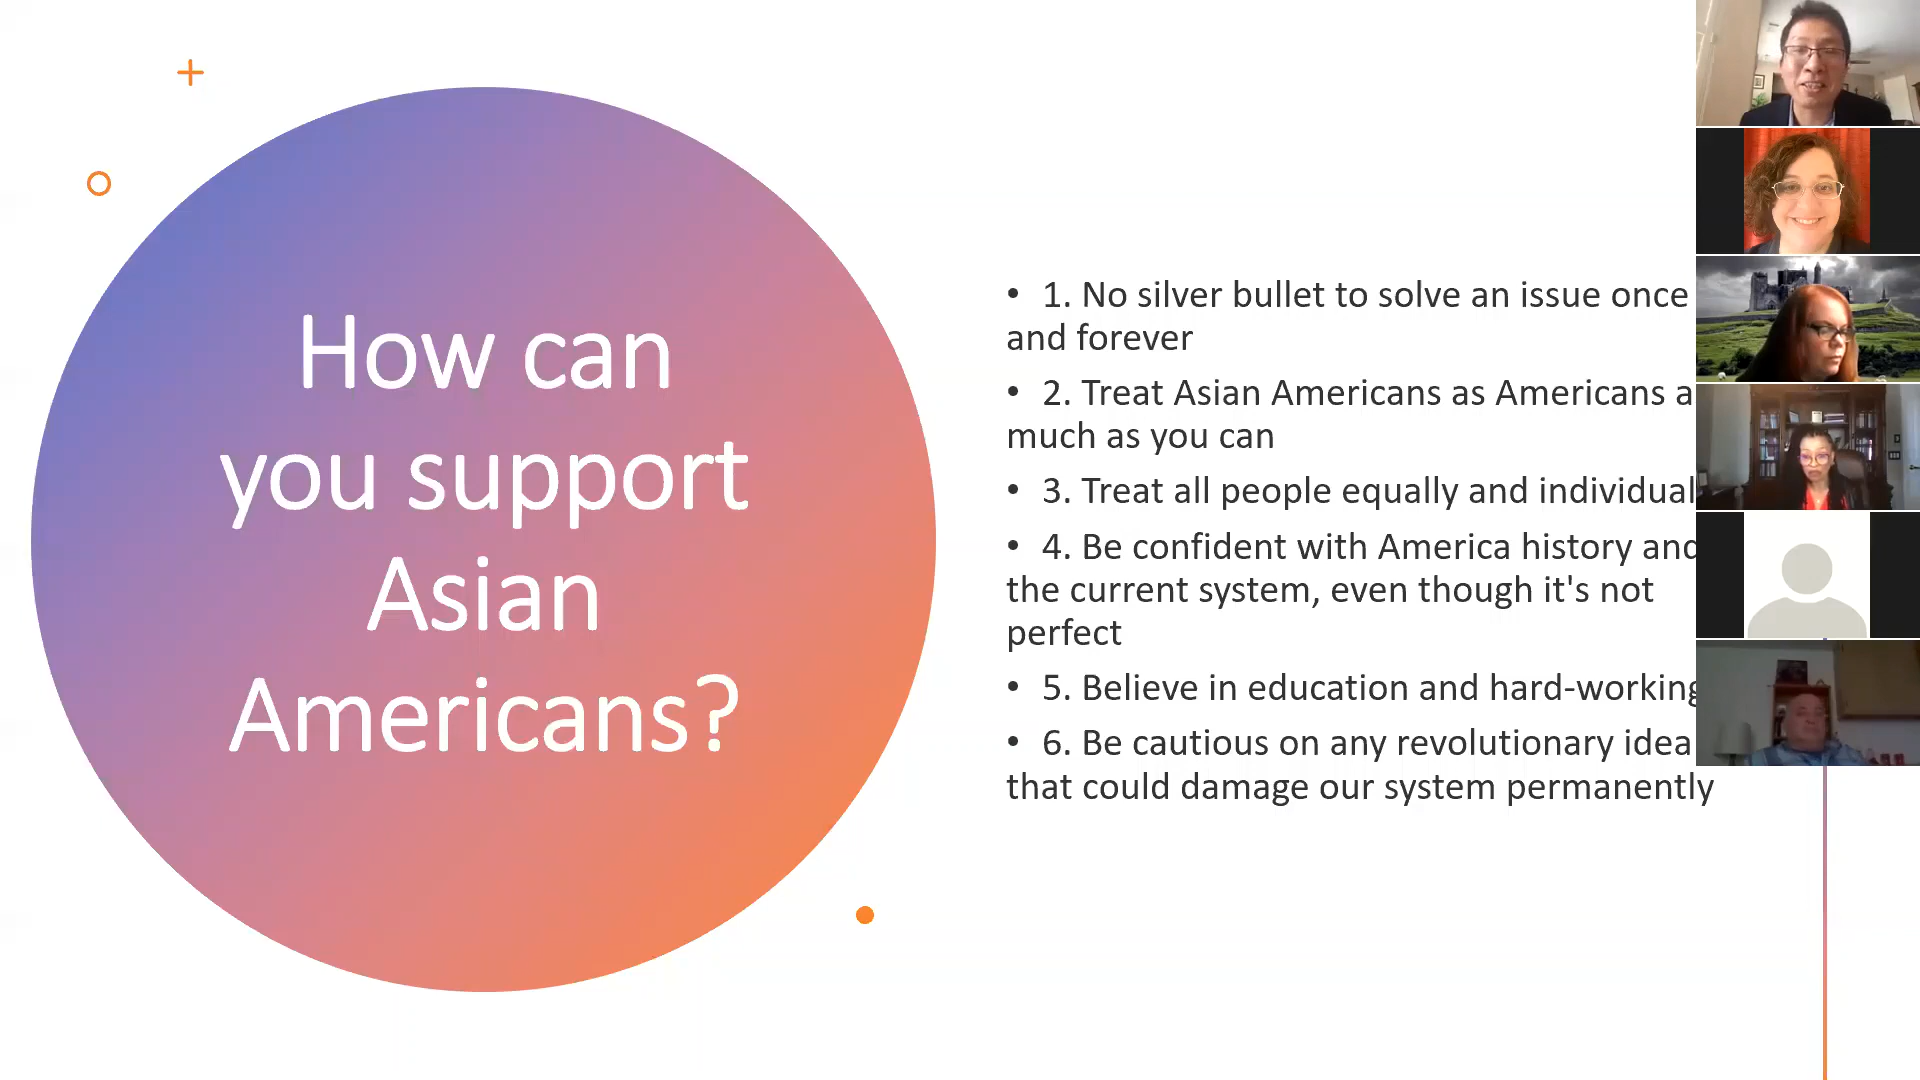 How can
you support
Asian
Americans?
• 1. No silver bullet to solve an issue once
and forever
• 2. Treat Asian Americans as Americans a
much as you can
• 3. Treat all people equally and individual
• 4. Be confident with America history and
the current system, even though it's not
perfect
• 5. Believe in education and hard-working
• 6. Be cautious on any revolutionary idea
that could damage our system permanently